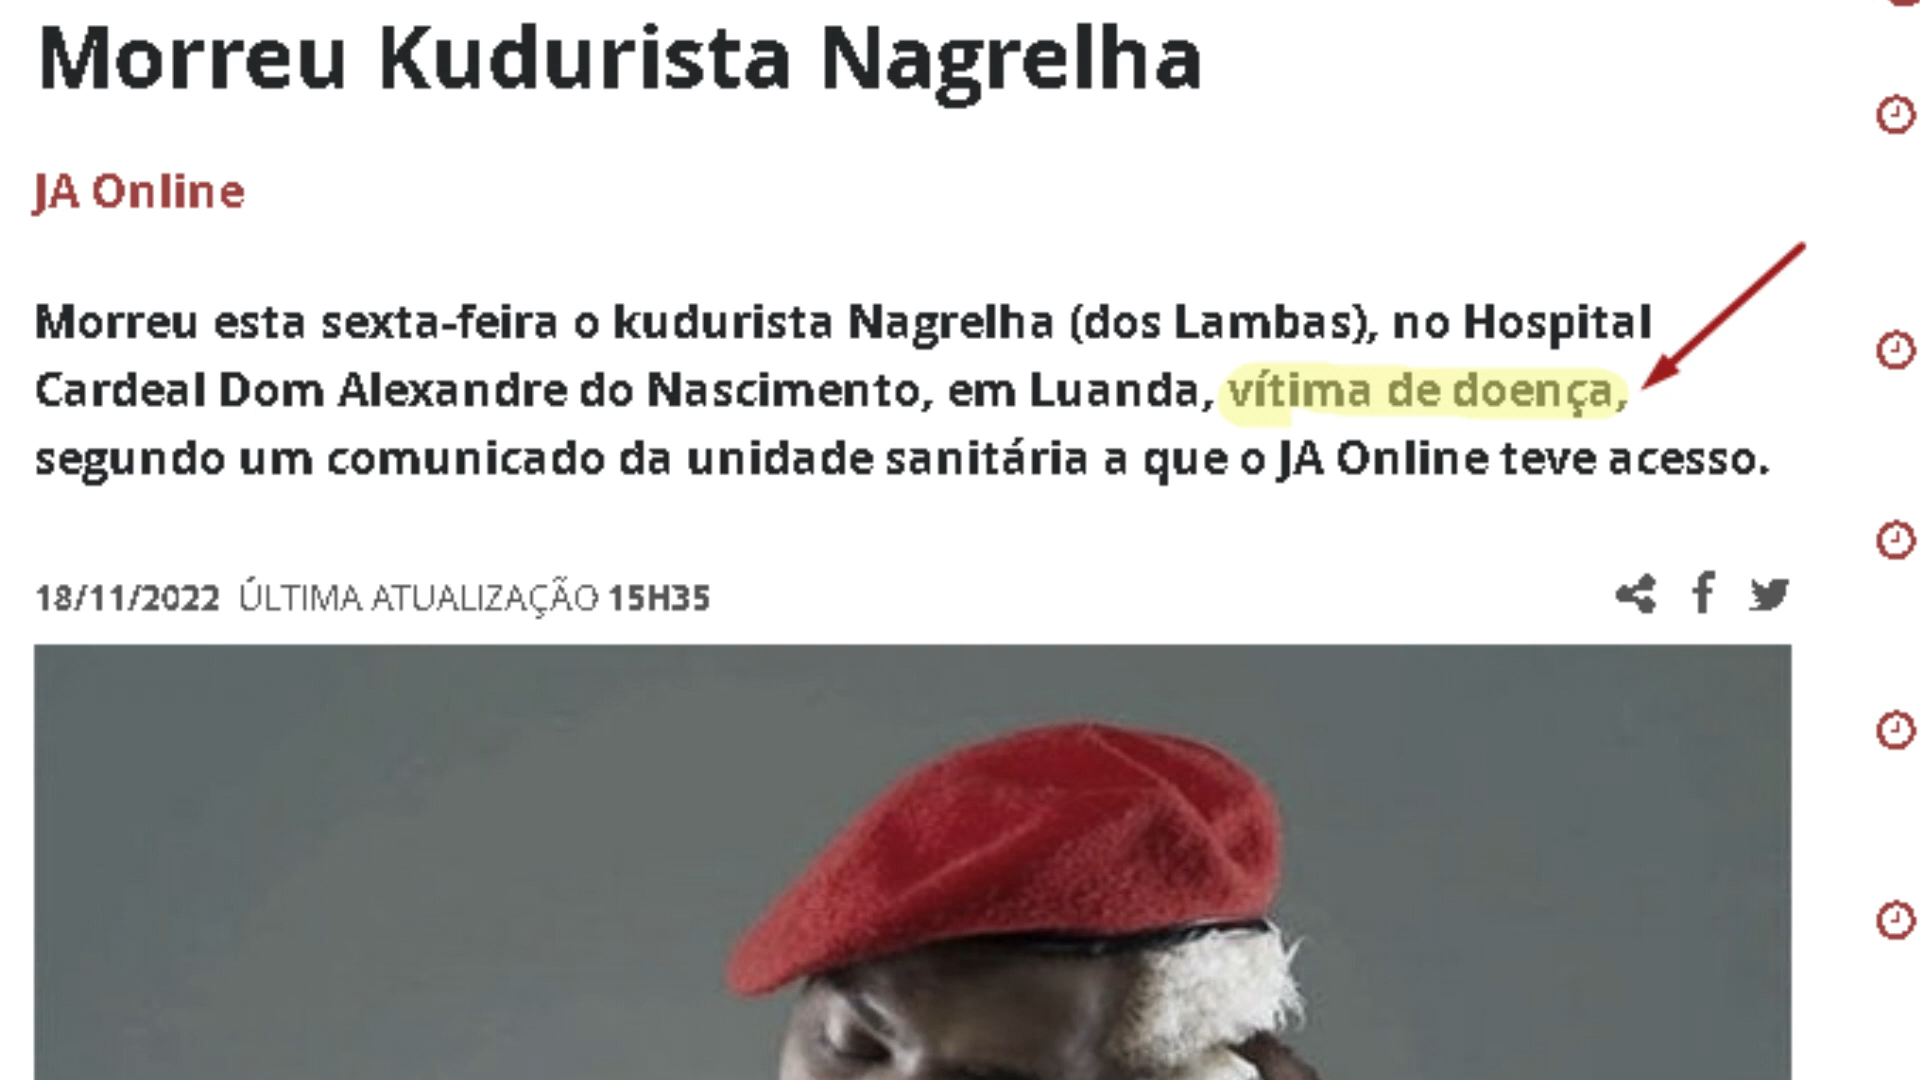 Morreu Kudurista Nagrelha
JA Online
Morreu esta sexta-feira o kudurista Nagrelha (dos Lambas), no Hospital
Cardeal Dom Alexandre do Nascimento, em Luanda, vítima de doença,
segundo um comunicado da unidade sanitária a que o JA Online teve acesso.
18/11/2022 ÚLTIMA ATUALIZAÇÃO 15H35